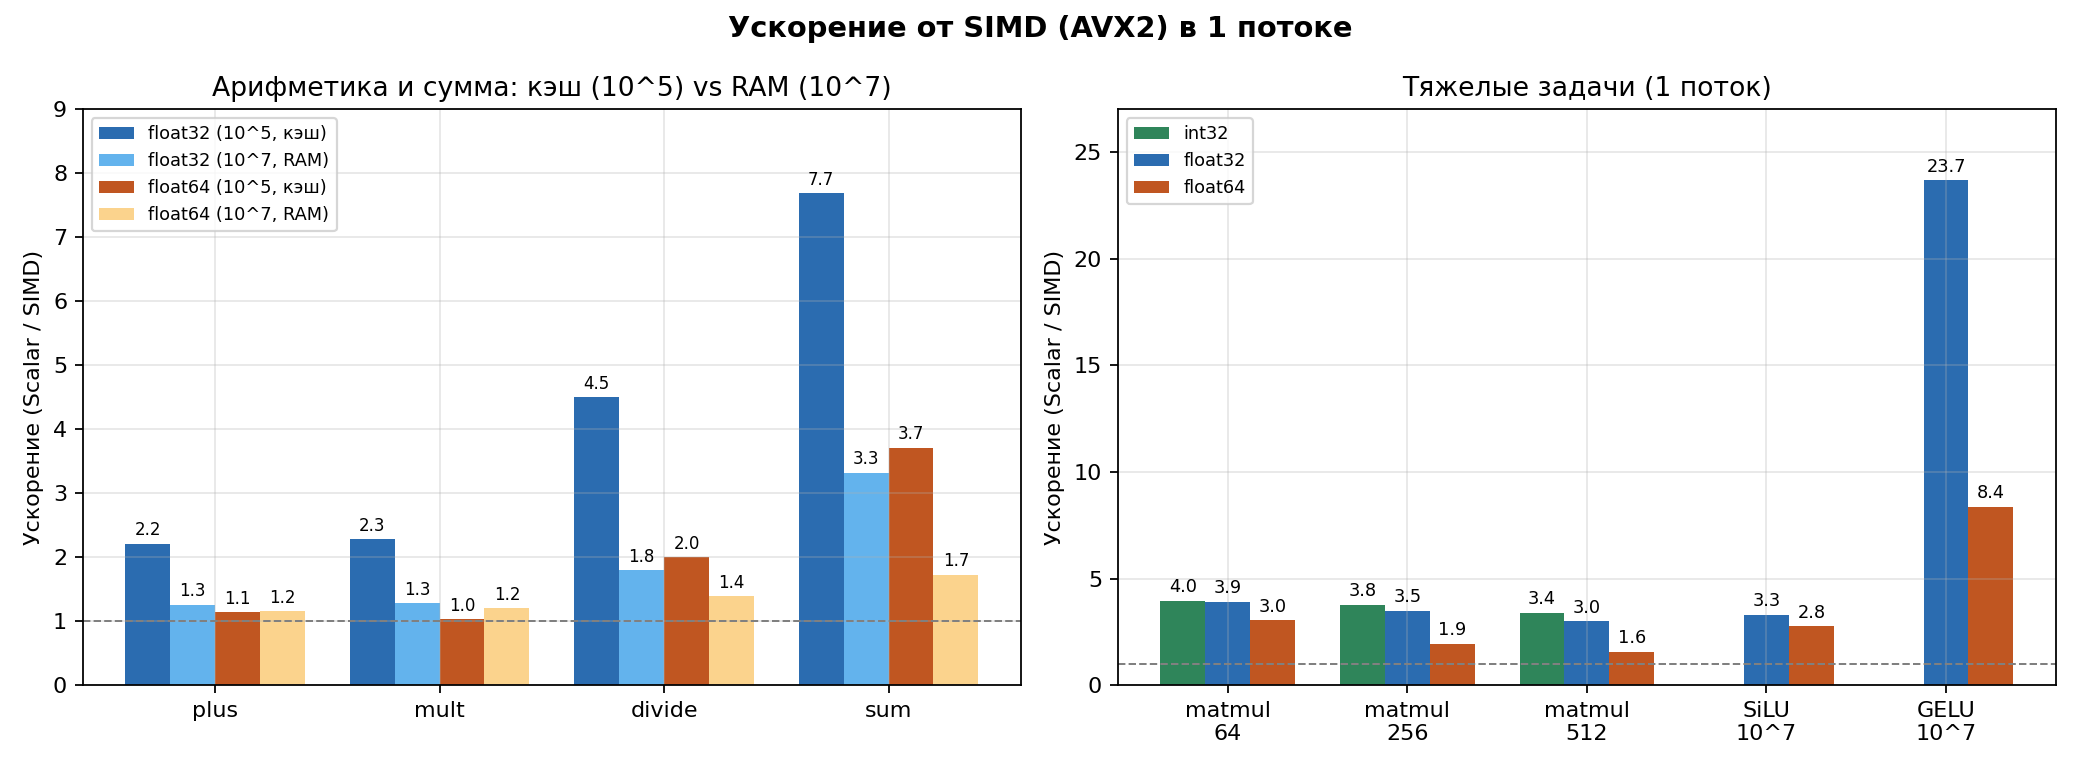 Ускорение от SIMD (AVX2) в 1 потоке
Арифметика и сумма: кэш (10^5) vs RAM (10^7)
Ускорение (Scalar / SIMD)
9
8
7
6
5
4
3
2
1
0
float32 (10^5, кэш)
float32 (10^7, RAM)
float64 (10^5, кэш)
float64 (10^7, RAM)
2.2
1.3
1.1
1.2
2.3
1.3
1.0
1.2
4.5
1.8
2.0
1.4
7.7
3.3
3.7
1.7
plus
mult
divide
sum
Тяжелые задачи (1 поток)
Ускорение (Scalar / SIMD)
25
20
15
10
5
0
int32
float32
float64
4.0
3.9
3.0
3.8
3.5
1.9
3.4
3.0
1.6
3.3
2.8
23.7
8.4
matmul
64
matmul
256
matmul
512
SiLU
10^7
GELU
10^7